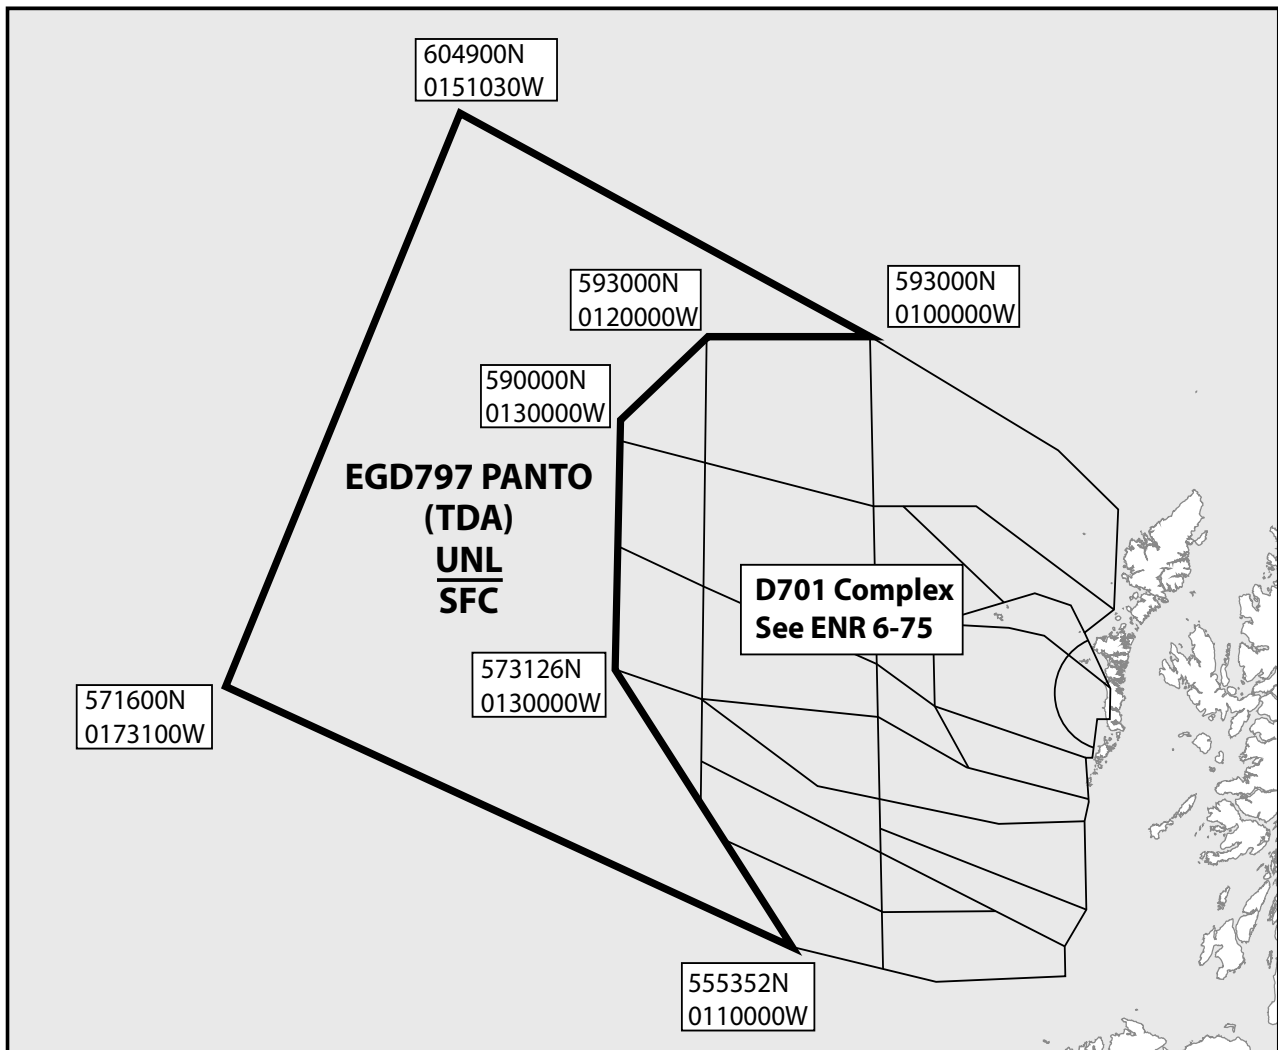 604900N
0151030W
593000N
0120000W
593000N
0100000W
590000N
0130000W
EGD797 PANTO
(TDA)
UNL
SFC
D701 Complex
See ENR 6-75
573126N
0130000W
571600N
0173100W
555352N
0110000W